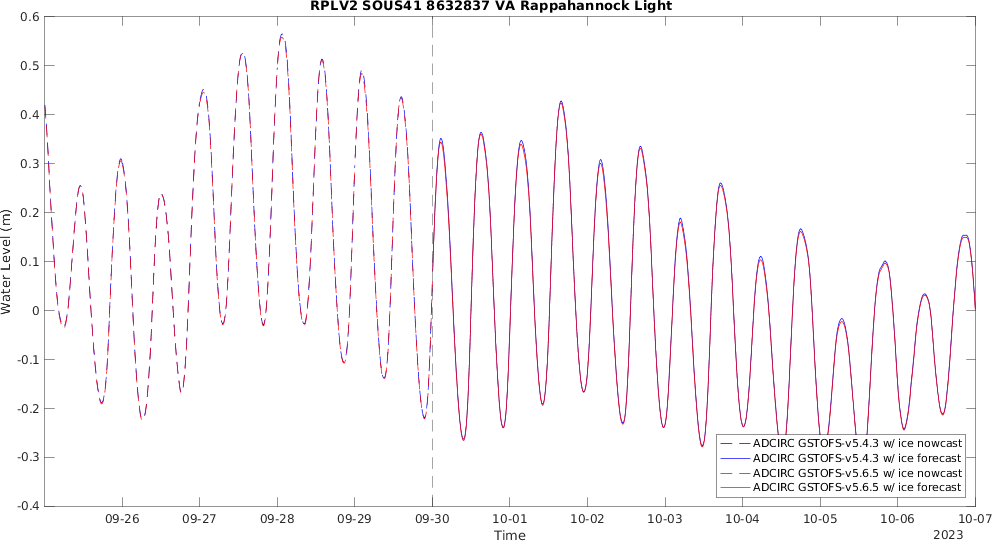 RPLV2 SOUS41 8632837 VA Rappahannock Light
0.6
0.5
0.4
0.3
0.2
0.1
0
-0.1
-0.2
-0.3
-0.4
Water Level (m)
ADCIRC GSTOFS-v5.4.3 w/ ice nowcast
ADCIRC GSTOFS-v5.4.3 w/ ice forecast
ADCIRC GSTOFS-v5.6.5 w/ ice nowcast
ADCIRC GSTOFS-v5.6.5 w/ ice forecast
09-26 09-27 09-28 09-29 09-30 10-01 10-02 10-03 10-04 10-05 10-06 10-07
Time
2023